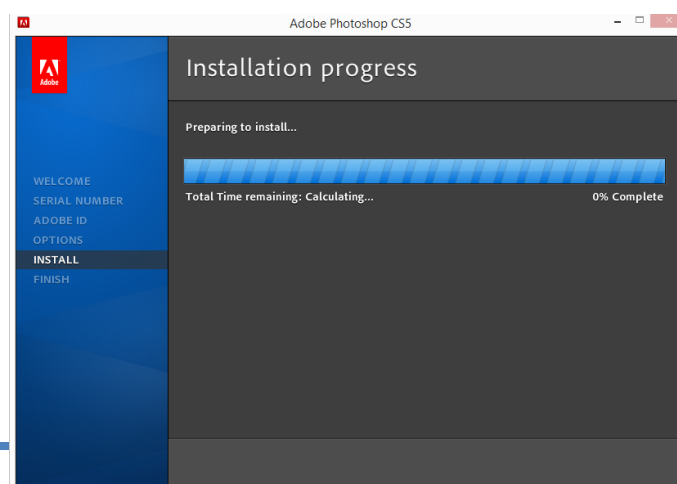 Adobe Photoshop CS5
Adobe
Installation progress
Preparing to install...
Total Time remaining: Calculating... 0% Complete
WELCOME
SERIAL NUMBER
ADOBE ID
OPTIONS
INSTALL
FINISH